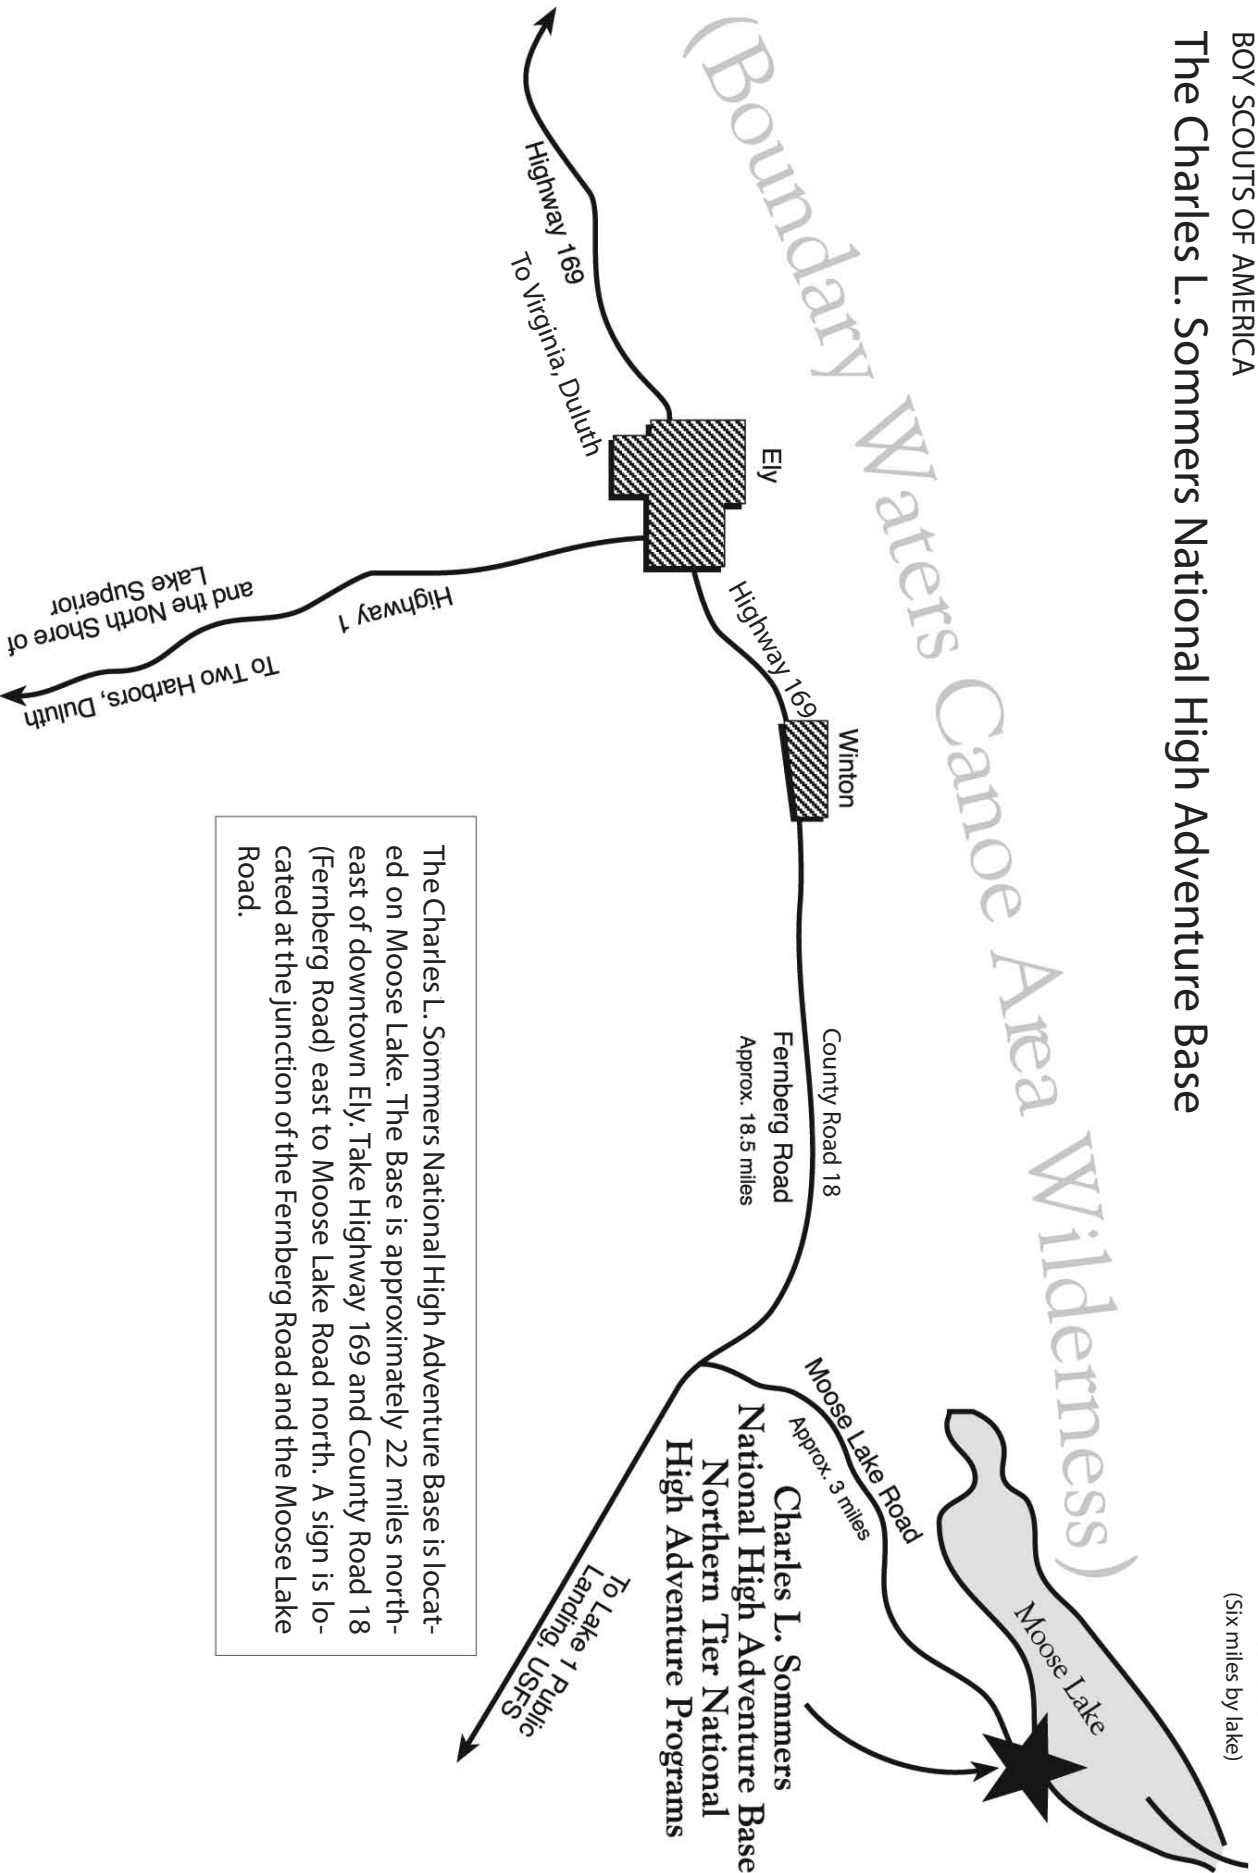 BOY SCOUTS OF AMERICA
The Charles L. Sommers National High Adventure Base
(Six miles by lake)
(Boundary Waters Canoe Area Wilderness)
Moose Lake
Ely
Winton
Highway 169
To Virginia, Duluth
Highway 169
County Road 18
Fernberg Road
Approx. 18.5 miles
Moose Lake Road
Approx. 3 miles
Charles L. Sommers
National High Adventure Base
Northern Tier National
High Adventure Programs
To Lake 1 Public
Landing, USFS
Highway 1
To Two Harbors, Duluth
and the North Shore of
Lake Superior
The Charles L. Sommers National High Adventure Base is locat-
ed on Moose Lake. The Base is approximately 22 miles north-
east of downtown Ely. Take Highway 169 and County Road 18
(Fernberg Road) east to Moose Lake Road north. A sign is lo-
cated at the junction of the Fernberg Road and the Moose Lake
Road.